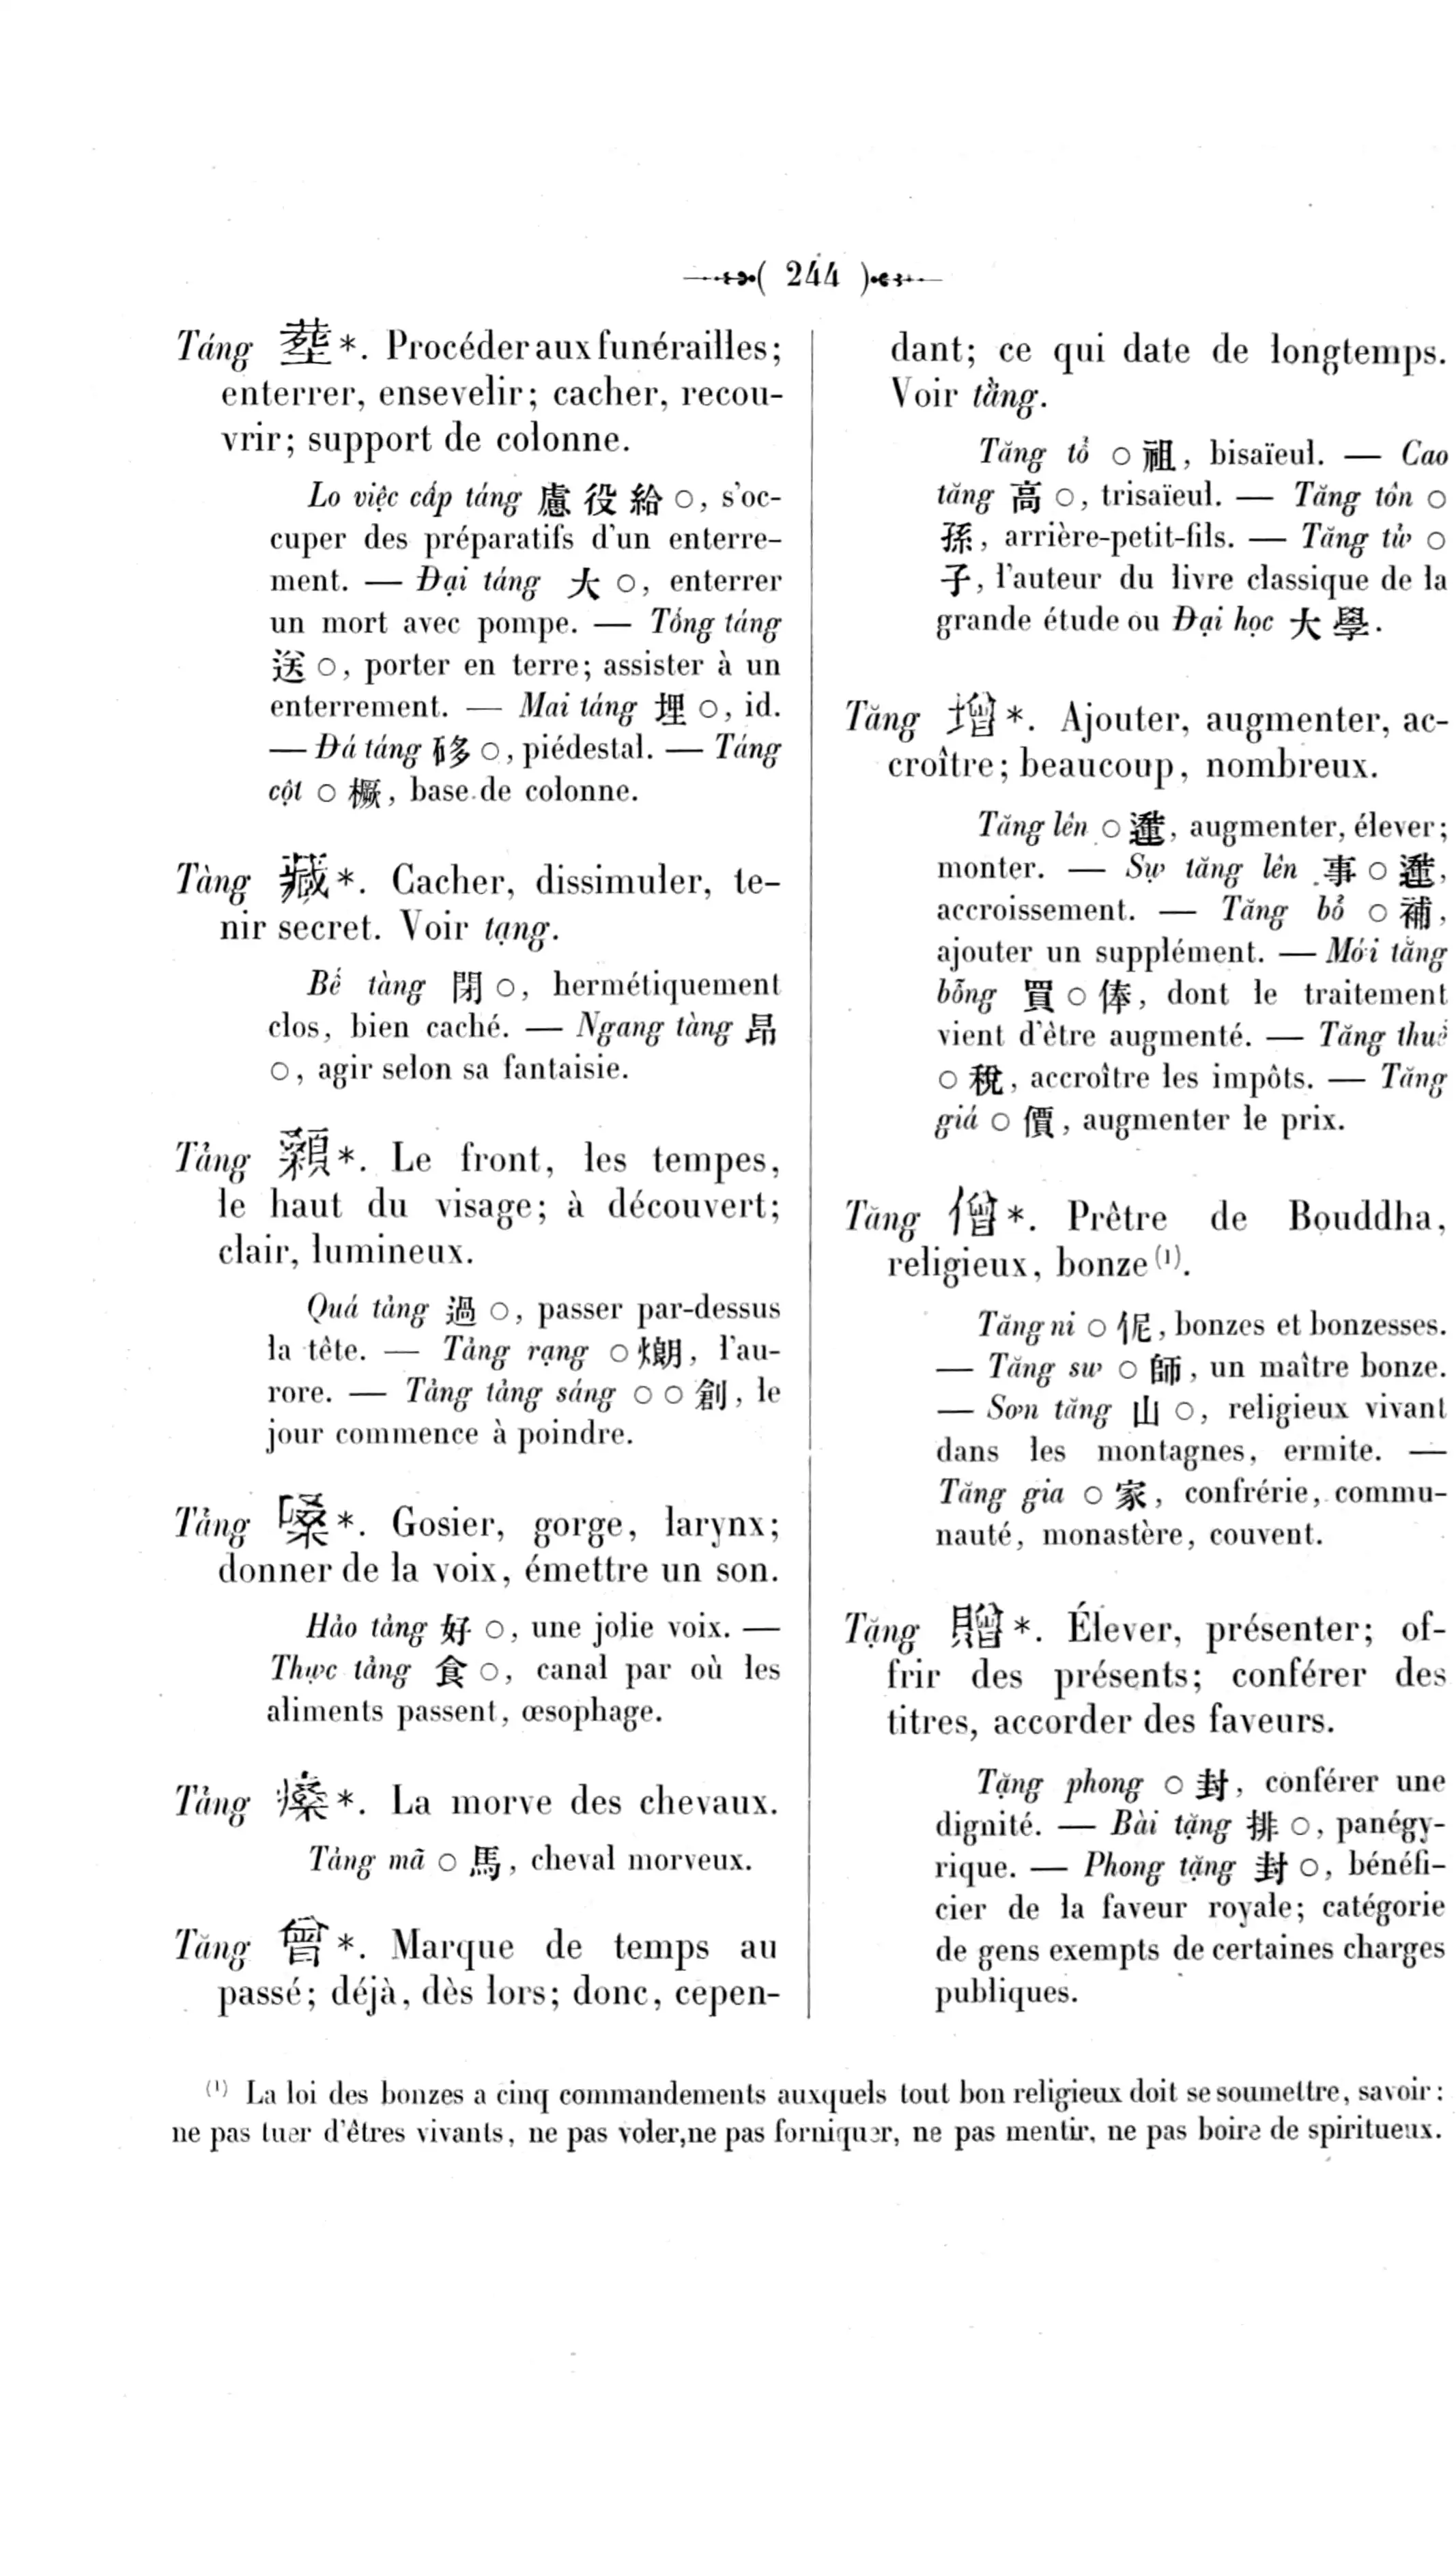 ( 244 )
Táng 塟*. Procéder aux funérailles;
enterrer, ensevelir; cacher, recou-
vrir; support de colonne.
Lo việc cấp táng 慮役給○, s'oc-
cuper des préparatifs d'un enterre-
ment. — Đại táng 大○, enterrer
un mort avec pompe. — Tống táng
送○, porter en terre; assister à un
enterrement. — Mai táng 埋○, id.
— Đá táng 𥒥○, piédestal. — Táng
cột ○橛, base de colonne.
Tàng 藏*. Cacher, dissimuler, te-
nir secret. Voir tạng.
Bế tàng 閉○, hermétiquement
clos, bien caché. — Ngang tàng 昂
○, agir selon sa fantaisie.
Tảng 顙*. Le front, les tempes,
le haut du visage; à découvert;
clair, lumineux.
Quá tảng 過○, passer par-dessus
la tête. — Tảng rạng ○𤏬, l'au-
rore. — Tảng tảng sáng ○○創, le
jour commence à poindre.
Tảng 嗓*. Gosier, gorge, larynx;
donner de la voix, émettre un son.
Hảo tảng 好○, une jolie voix. —
Thực tảng 食○, canal par où les
aliments passent, œsophage.
Tảng *. La morve des chevaux.
Tảng mã ○馬, cheval morveux.
Tăng 曾*. Marque de temps au
passé; déjà, dès lors; donc, cepen-
dant; ce qui date de longtemps.
Voir tằng.
Tăng tổ ○祖, bisaïeul. — Cao
tăng 高○, trisaïeul. — Tăng tôn ○
孫, arrière-petit-fils. — Tăng tử ○
子, l'auteur du livre classique de la
grande étude ou Đại học 大學.
Tăng 增*. Ajouter, augmenter, ac-
croître; beaucoup, nombreux.
Tăng lên ○𨖲, augmenter, élever;
monter. — Sự tăng lên 事○𨖲,
accroissement. — Tăng bổ ○補,
ajouter un supplément. — Mới tăng
bổng 買○俸, dont le traitement
vient d'être augmenté. — Tăng thuế
○稅, accroître les impôts. — Tăng
giá ○價, augmenter le prix.
Tăng 僧*. Prêtre de Bouddha,
religieux, bonze (1).
Tăng ni ○伲, bonzes et bonzesses.
— Tăng sư ○師, un maître bonze.
— Sơn tăng 山○, religieux vivant
dans les montagnes, ermite. —
Tăng gia ○家, confrérie, commu-
nauté, monastère, couvent.
Tặng 贈*. Élever, présenter; of-
frir des présents; conférer des
titres, accorder des faveurs.
Tặng phong ○封, conférer une
dignité. — Bài tặng 排○, panégy-
rique. — Phong tặng 封○, bénéfi-
cier de la faveur royale; catégorie
de gens exempts de certaines charges
publiques.
(1) La loi des bonzes a cinq commandements auxquels tout bon religieux doit se soumettre, savoir:
ne pas tuer d'êtres vivants, ne pas voler, ne pas forniquer, ne pas mentir, ne pas boire de spiritueux.